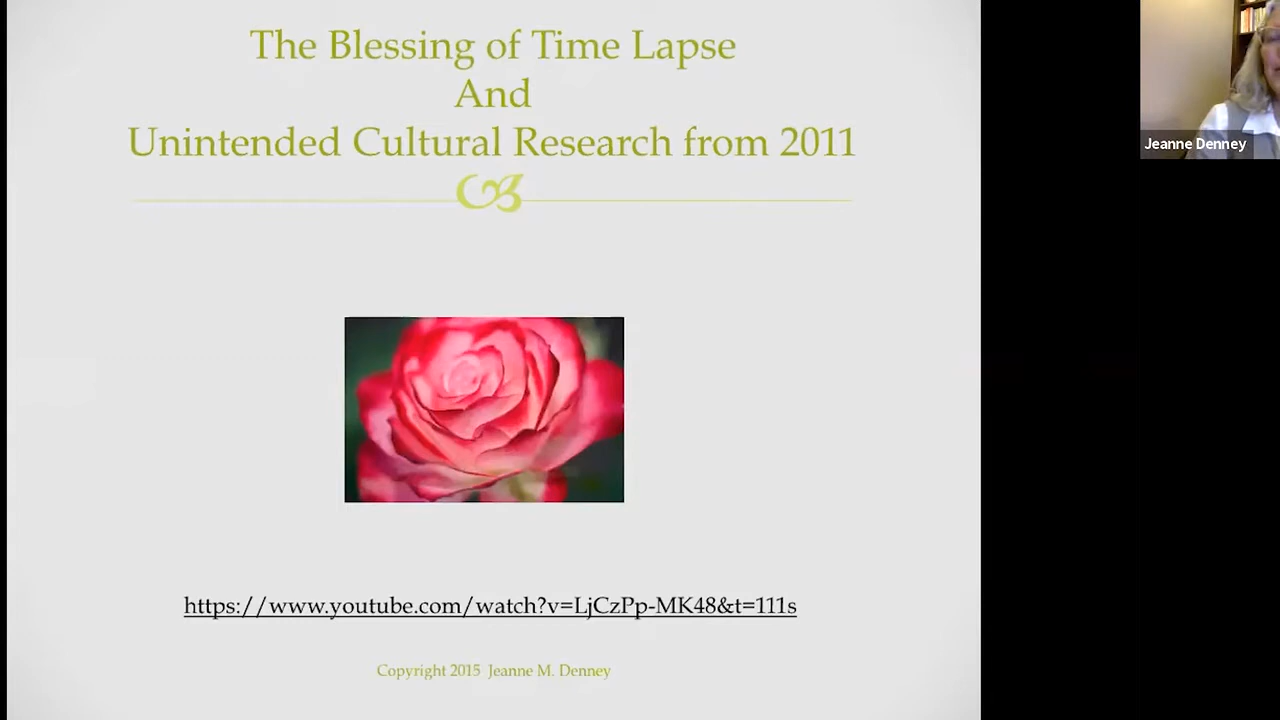 The Blessing of Time Lapse
And
Unintended Cultural Research from 2011
https://www.youtube.com/watch?v=LjCzPp-MK48&t=111s
Copyright 2015 Jeanne M. Denney
Jeanne Denney